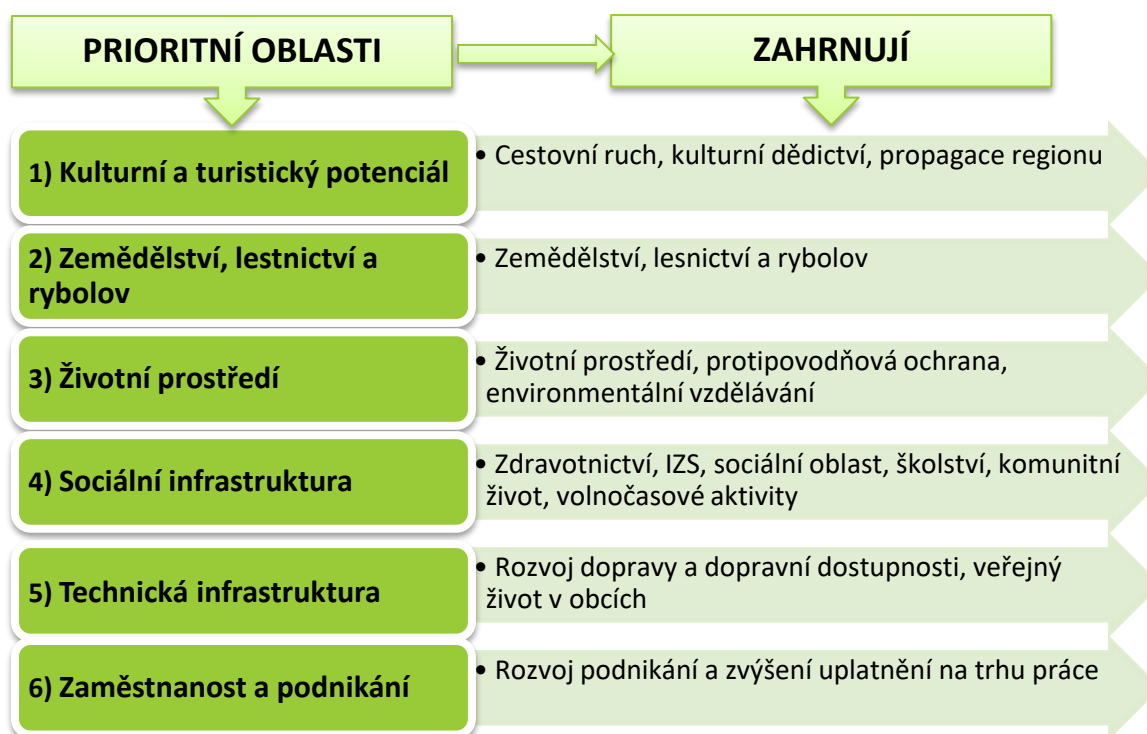 PRIORITNÍ OBLASTI
ZAHRNUJÍ
1) Kulturní a turistický potenciál
• Cestovní ruch, kulturní dědictví, propagace regionu
2) Zemědělství, lestnictví a
rybolov
• Zemědělství, lesnictví a rybolov
3) Životní prostředí
• Životní prostředí, protipovodňová ochrana,
environmentální vzdělávání
4) Sociální infrastruktura
• Zdravotnictví, IZS, sociální oblast, školství, komunitní
život, volnočasové aktivity
5) Technická infrastruktura
• Rozvoj dopravy a dopravní dostupnosti, veřejný
život v obcích
6) Zaměstnanost a podnikání
• Rozvoj podnikání a zvýšení uplatnění na trhu práce